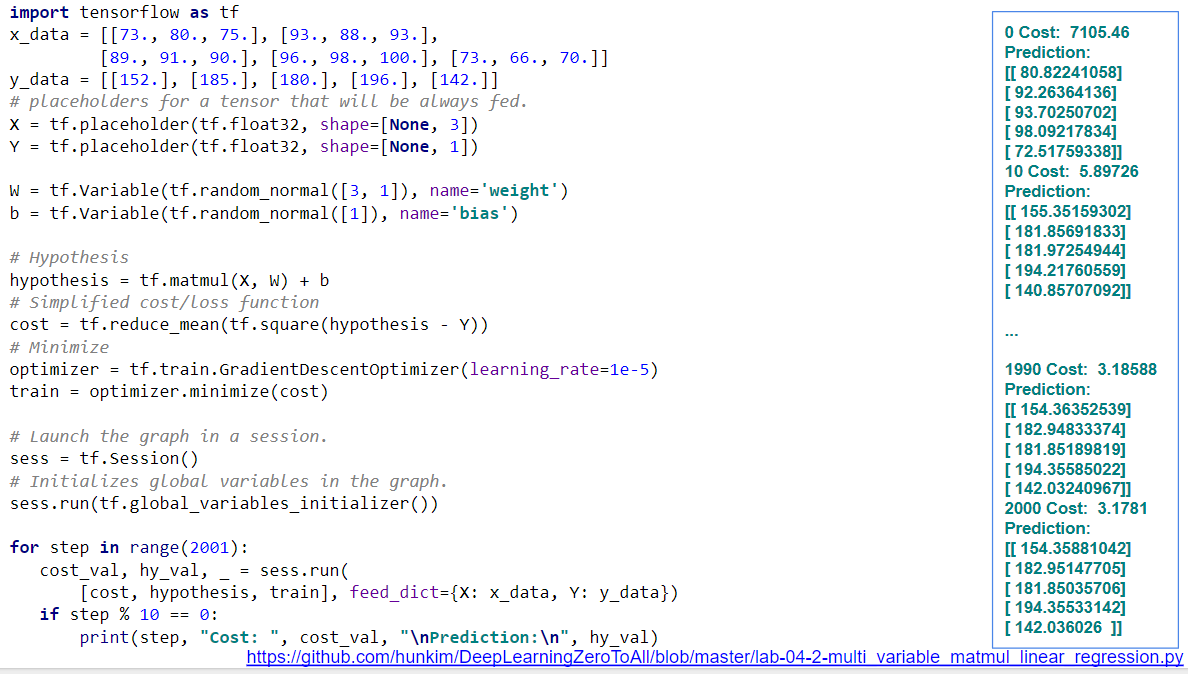 import tensorflow as tf
x_data = [[73., 80., 75.], [93., 88., 93.],
         [89., 91., 90.], [96., 98., 100.], [73., 66., 70.]]
y_data = [[152.], [185.], [180.], [196.], [142.]]
# placeholders for a tensor that will be always fed.
X = tf.placeholder(tf.float32, shape=[None, 3])
Y = tf.placeholder(tf.float32, shape=[None, 1])
W = tf.Variable(tf.random_normal([3, 1]), name='weight')
b = tf.Variable(tf.random_normal([1]), name='bias')
# Hypothesis
hypothesis = tf.matmul(X, W) + b
# Simplified cost/loss function
cost = tf.reduce_mean(tf.square(hypothesis - Y))
# Minimize
optimizer = tf.train.GradientDescentOptimizer(learning_rate=1e-5)
train = optimizer.minimize(cost)
# Launch the graph in a session.
sess = tf.Session()
# Initializes global variables in the graph.
sess.run(tf.global_variables_initializer())
for step in range(2001):
   cost_val, hy_val, _ = sess.run(
       [cost, hypothesis, train], feed_dict={X: x_data, Y: y_data})
   if step % 10 == 0:
       print(step, "Cost: ", cost_val, "\nPrediction:\n", hy_val)
0 Cost: 7105.46
Prediction:
[[ 80.82241058]
[ 92.26364136]
[ 93.70250702]
[ 98.09217834]
[ 72.51759338]]
10 Cost: 5.89726
Prediction:
[[ 155.35159302]
[ 181.85691833]
[ 181.97254944]
[ 194.21760559]
[ 140.85707092]]
...
1990 Cost: 3.18588
Prediction:
[[ 154.36352539]
[ 182.94833374]
[ 181.85189819]
[ 194.35585022]
[ 142.03240967]]
2000 Cost: 3.1781
Prediction:
[[ 154.35881042]
[ 182.95147705]
[ 181.85035706]
[ 194.35533142]
[ 142.036026 ]]
https://github.com/hunkim/DeepLearningZeroToAll/blob/master/lab-04-2-multi_variable_matmul_linear_regression.py